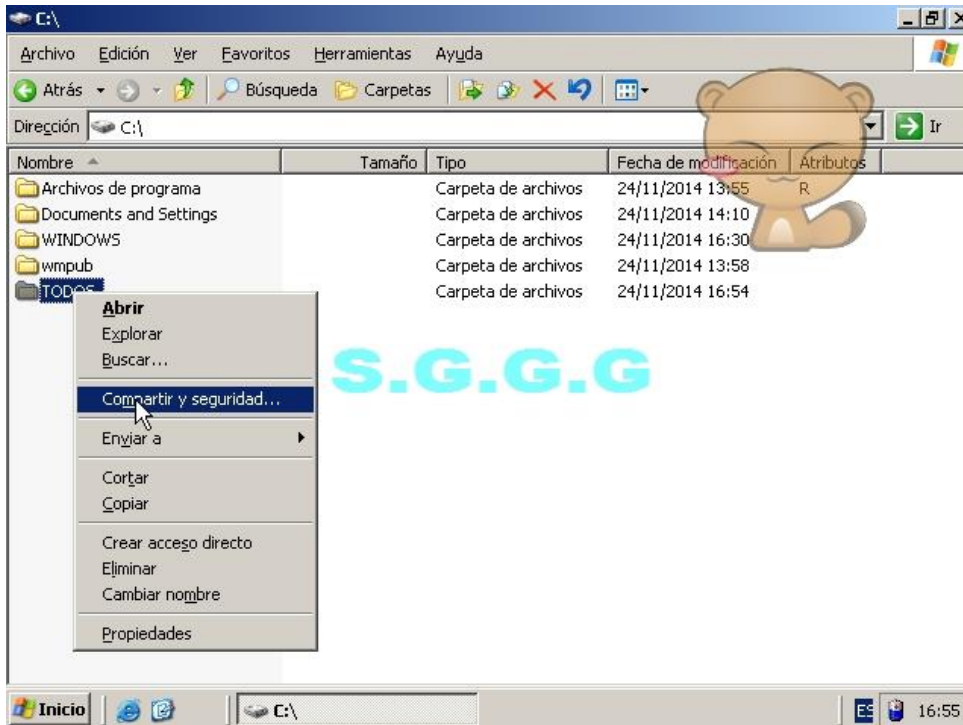 C:\
Archivo Edición Ver Favoritos Herramientas Ayuda
Atrás Búsqueda Carpetas
Dirección C:\ Ir
Nombre Tamaño Tipo Fecha de modificación Atributos
Archivos de programa Carpeta de archivos 24/11/2014 13:55 R
Documents and Settings Carpeta de archivos 24/11/2014 14:10
WINDOWS Carpeta de archivos 24/11/2014 16:30
wmpub Carpeta de archivos 24/11/2014 13:58
TODOS Carpeta de archivos 24/11/2014 16:54
Abrir
Explorar
Buscar...
S.G.G.G
Compartir y seguridad...
Enviar a
Cortar
Copiar
Crear acceso directo
Eliminar
Cambiar nombre
Propiedades
Inicio C:\ ES 16:55